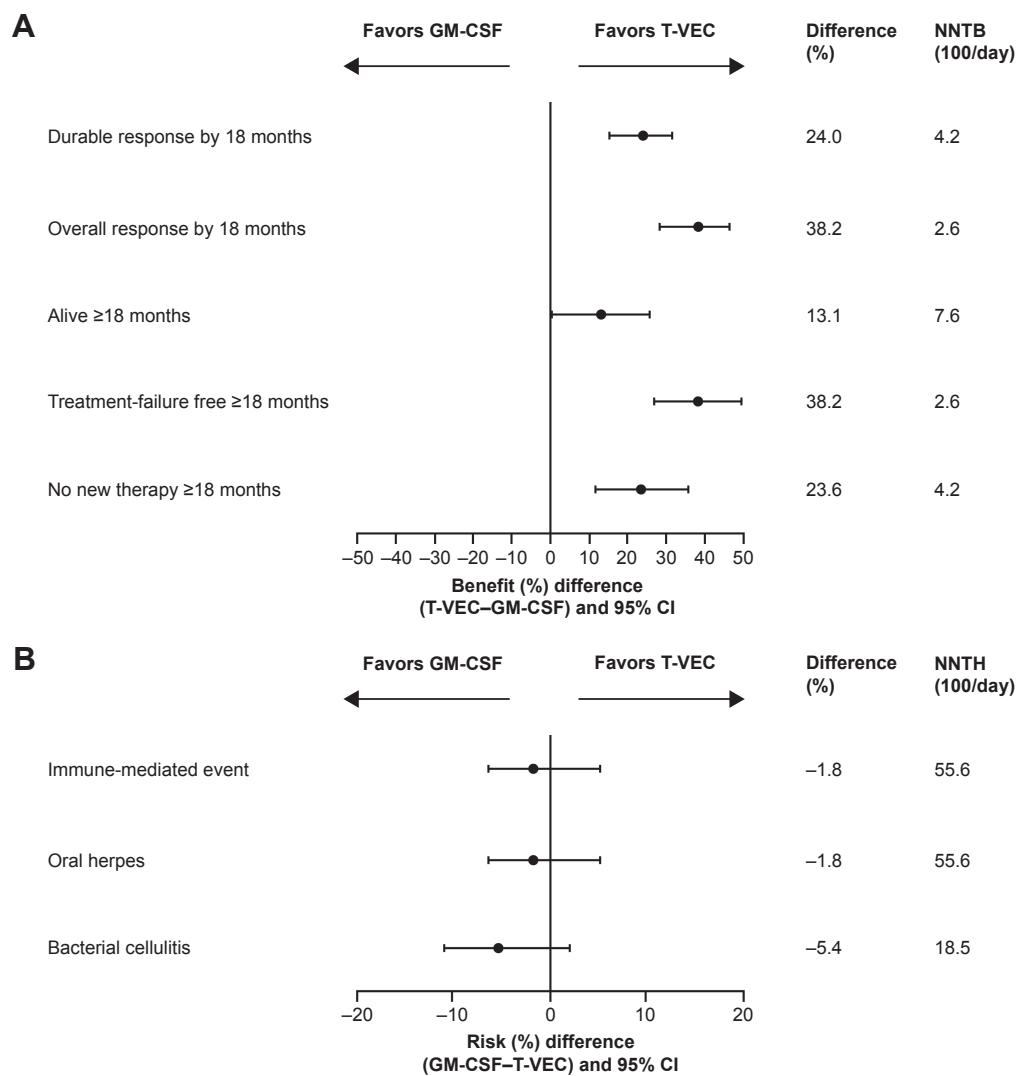 A
Favors GM-CSF
Favors T-VEC
Difference
(%)
NNTB
(100/day)
Durable response by 18 months
24.0
4.2
Overall response by 18 months
38.2
2.6
Alive ≥18 months
13.1
7.6
Treatment-failure free ≥18 months
38.2
2.6
No new therapy ≥18 months
23.6
4.2
–50 –40 –30 –20 –10 0 10 20 30 40 50
Benefit (%) difference
(T-VEC–GM-CSF) and 95% CI
B
Favors GM-CSF
Favors T-VEC
Difference
(%)
NNTH
(100/day)
Immune-mediated event
–1.8
55.6
Oral herpes
–1.8
55.6
Bacterial cellulitis
–5.4
18.5
–20 –10 0 10 20
Risk (%) difference
(GM-CSF–T-VEC) and 95% CI